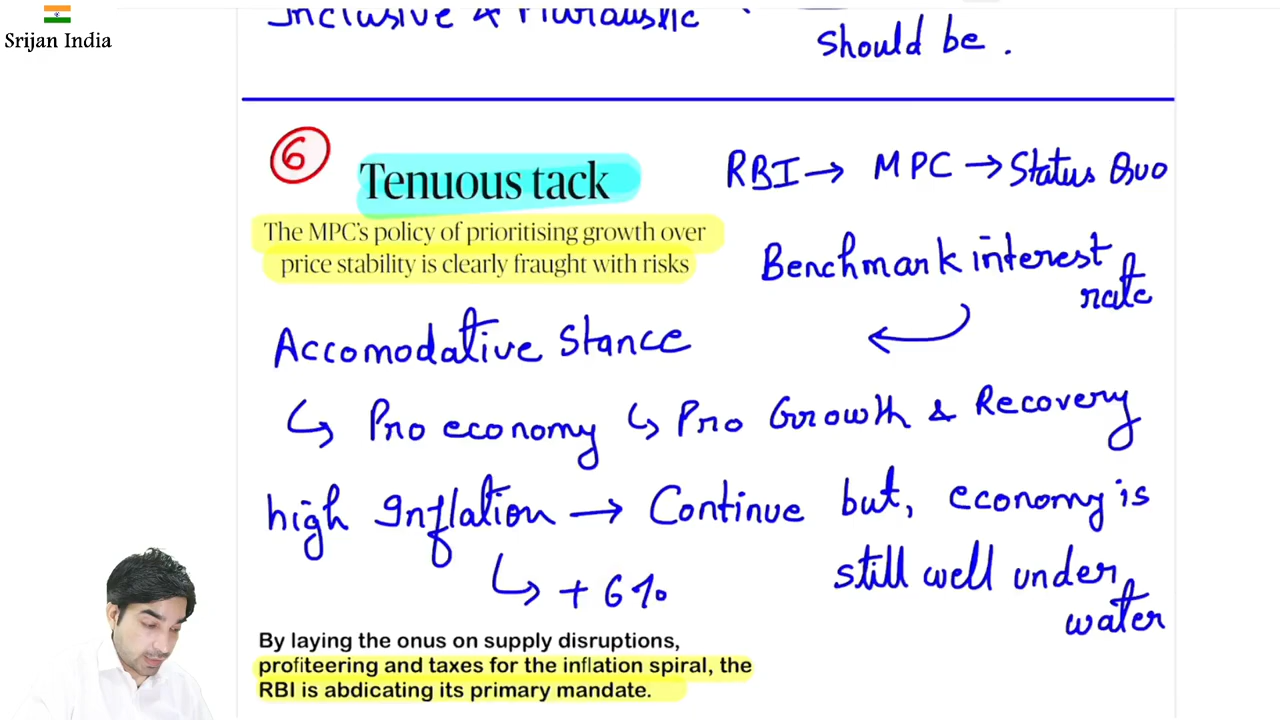 Srijan India
Inclusive & Pluralistic
should be.
6
Tenuous tack
The MPC's policy of prioritising growth over
price stability is clearly fraught with risks
RBI → MPC → Status Quo
Benchmark interest
rate
Accomodative Stance
↳ Pro economy ↳ Pro Growth & Recovery
high Inflation → Continue but, economy is
still well under
water
↳ + 6%
By laying the onus on supply disruptions,
profiteering and taxes for the inflation spiral, the
RBI is abdicating its primary mandate.